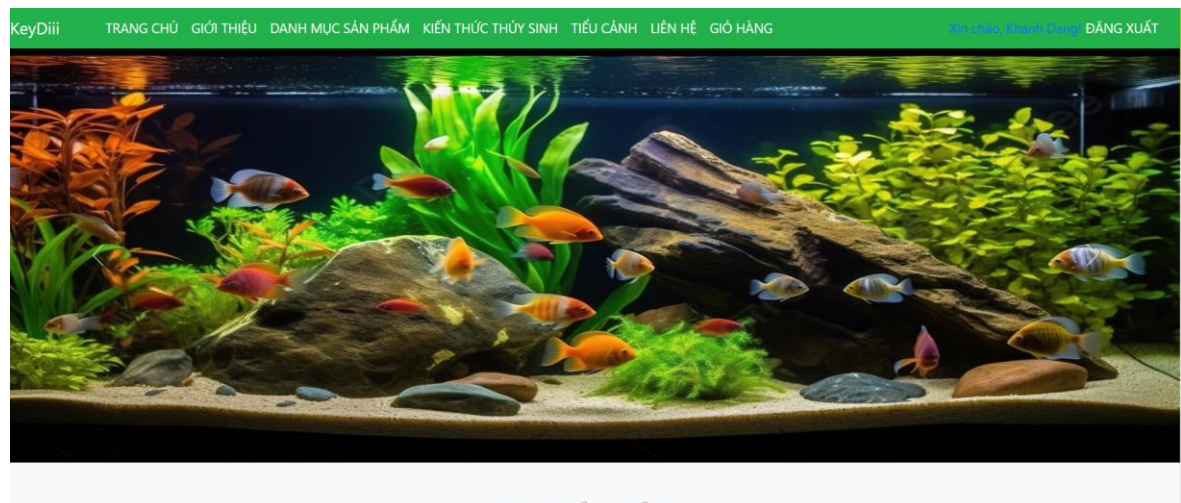 KeyDiii TRANG CHỦ GIỚI THIỆU DANH MỤC SẢN PHẨM KIẾN THỨC THỦY SINH TIỂU CẢNH LIÊN HỆ GIỎ HÀNG Xin chào, Khanh Dang! ĐĂNG XUẤT